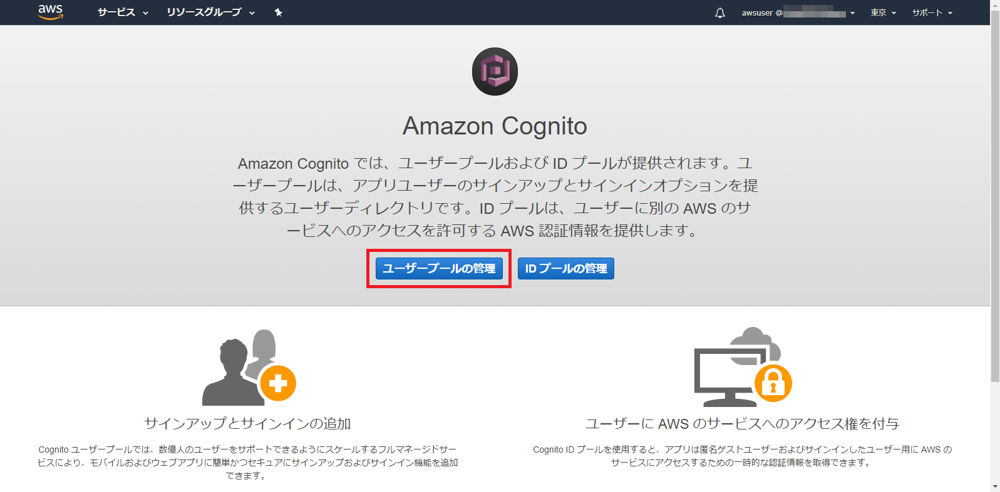 aws サービス リソースグループ awsuser @ 東京 サポート
Amazon Cognito
Amazon Cognito では、ユーザープールおよび ID プールが提供されます。ユ
ーザープールは、アプリユーザーのサインアップとサインインオプションを提
供するユーザーディレクトリです。ID プールは、ユーザーに別の AWS のサ
ービスへのアクセスを許可する AWS 認証情報を提供します。
ユーザープールの管理 ID プールの管理
サインアップとサインインの追加
Cognito ユーザープールでは、数億人のユーザーをサポートできるようにスケールするフルマネージドサー
ビスにより、モバイルおよびウェブアプリに簡単かつセキュアにサインアップおよびサインイン機能を追加
できます。
ユーザーに AWS のサービスへのアクセス権を付与
Cognito ID プールを使用すると、アプリは匿名ゲストユーザーおよびサインインしたユーザー用に AWS の
サービスにアクセスするための一時的な認証情報を取得できます。